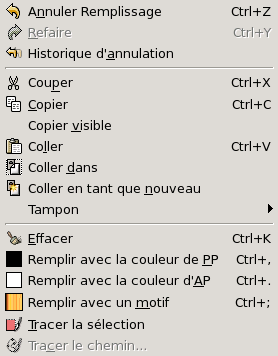 Annuler Remplissage Ctrl+Z
Refaire Ctrl+Y
Historique d'annulation
Couper Ctrl+X
Copier Ctrl+C
Copier visible
Coller Ctrl+V
Coller dans
Coller en tant que nouveau
Tampon
Effacer Ctrl+K
Remplir avec la couleur de PP Ctrl+,
Remplir avec la couleur d'AP Ctrl+.
Remplir avec un motif Ctrl+;
Tracer la sélection
Tracer le chemin...